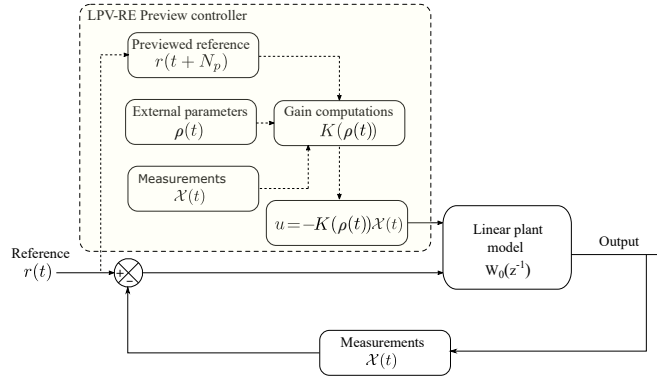 LPV-RE Preview controller
Previewed reference
r(t + N_p)
External parameters
ρ(t)
Gain computations
K(ρ(t))
Measurements
𝒳(t)
u=-K(ρ(t))𝒳(t)
Linear plant
model
W₀(z⁻¹)
Output
Reference
r(t)
+
-
Measurements
𝒳(t)